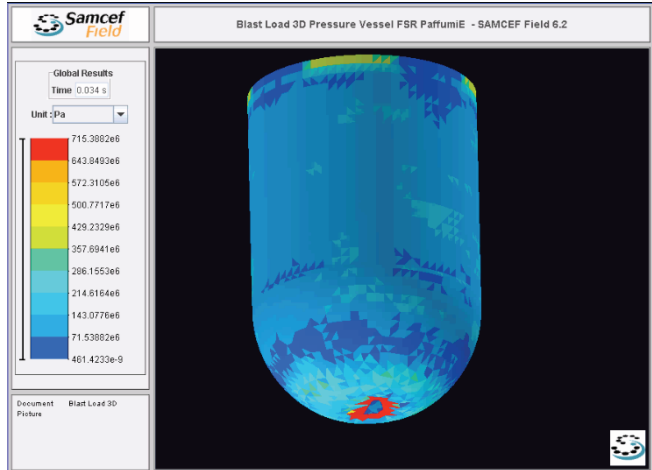 Samcef
Field
Blast Load 3D Pressure Vessel FSR PaffumiE - SAMCEF Field 6.2
Global Results
Time 0.034 s
Unit : Pa
715.3882e6
643.8493e6
572.3105e6
500.7717e6
429.2329e6
357.6941e6
286.1553e6
214.6164e6
143.0776e6
71.53882e6
461.4233e-9
Document Blast Load 3D
Picture